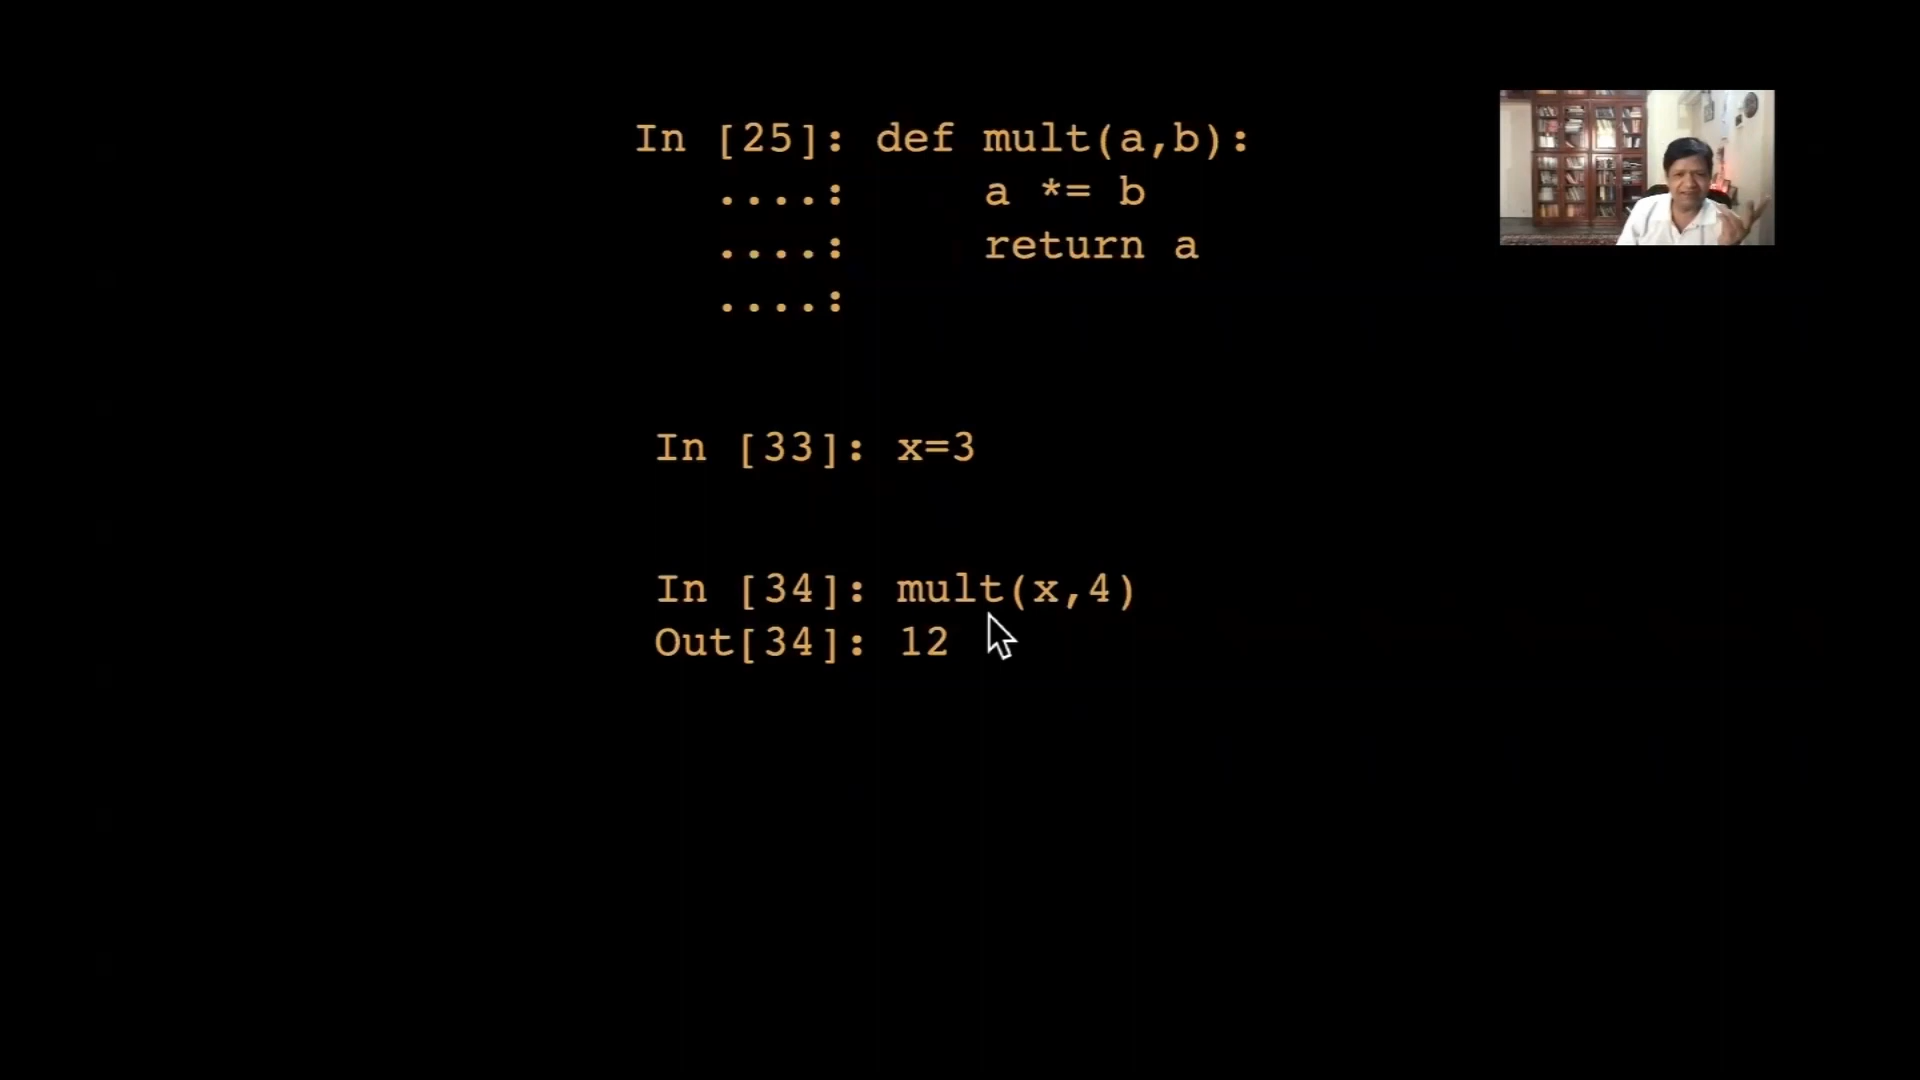 In [25]: def mult(a,b):
....: a *= b
....: return a
....:
In [33]: x=3
In [34]: mult(x,4)
Out[34]: 12